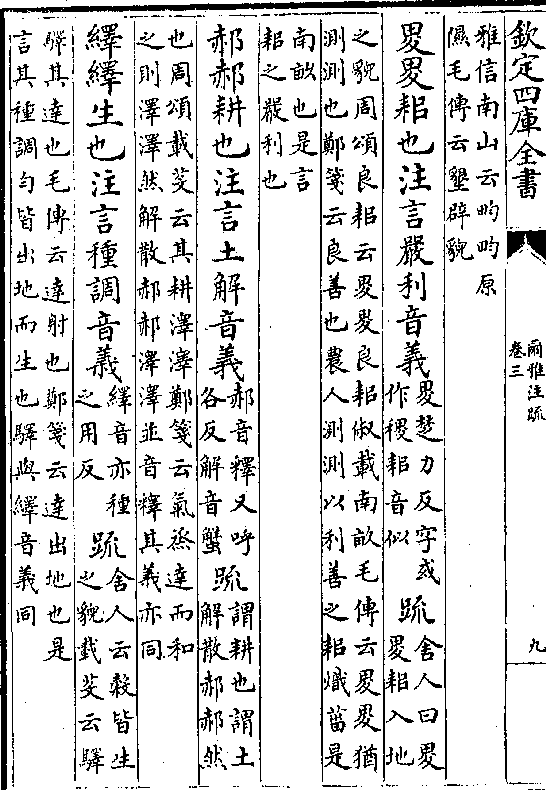 欽定四庫全書
爾雅注疏
卷三
九
雅信南山云畇畇原
隰毛傳云墾辟貌
畟畟耜也注言嚴利音義
畟楚力反字或
作稷耜音似
疏
舍人曰畟
畟耜入地
之貌周頌良耜云畟畟良耜俶載南畝毛傳云畟畟猶
測測也鄭箋云良善也農人測測以利善之耜熾菑是
南畝也是言
耜之嚴利也
郝郝耕也注言土解音義
郝音釋又呼
各反解音蟹
疏
謂耕也謂土
解散郝郝然
也周頌載芟云其耕澤澤鄭箋云氣烝達而和
之則澤澤然解散郝郝澤澤並音釋其義亦同
繹繹生也注言種調音義
繹音亦種
之用反
疏
舍人云穀皆生
之貌載芟云驛
驛其達也毛傳云達射也鄭箋云達出地也是
言其種調勻皆出地而生也驛與繹音義同